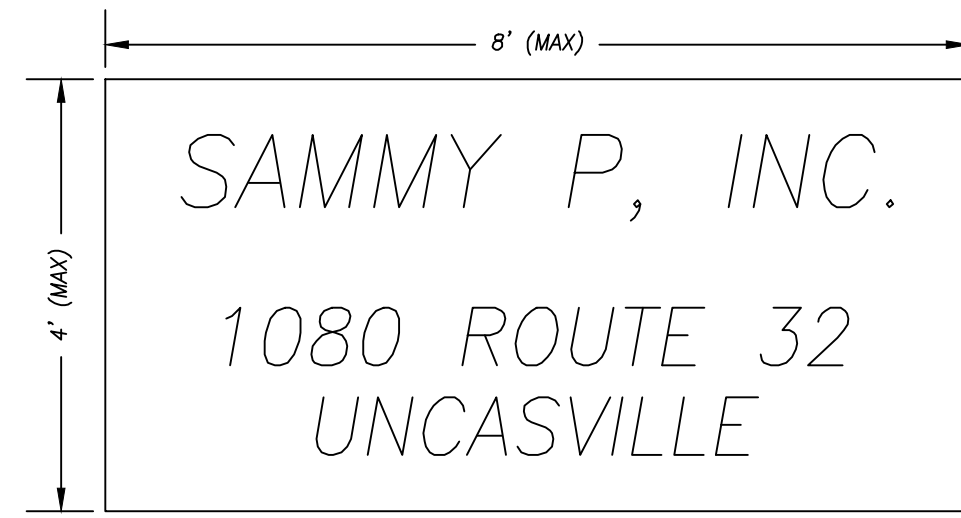 8' (MAX)
4' (MAX)
SAMMY P, INC.
1080 ROUTE 32
UNCASVILLE